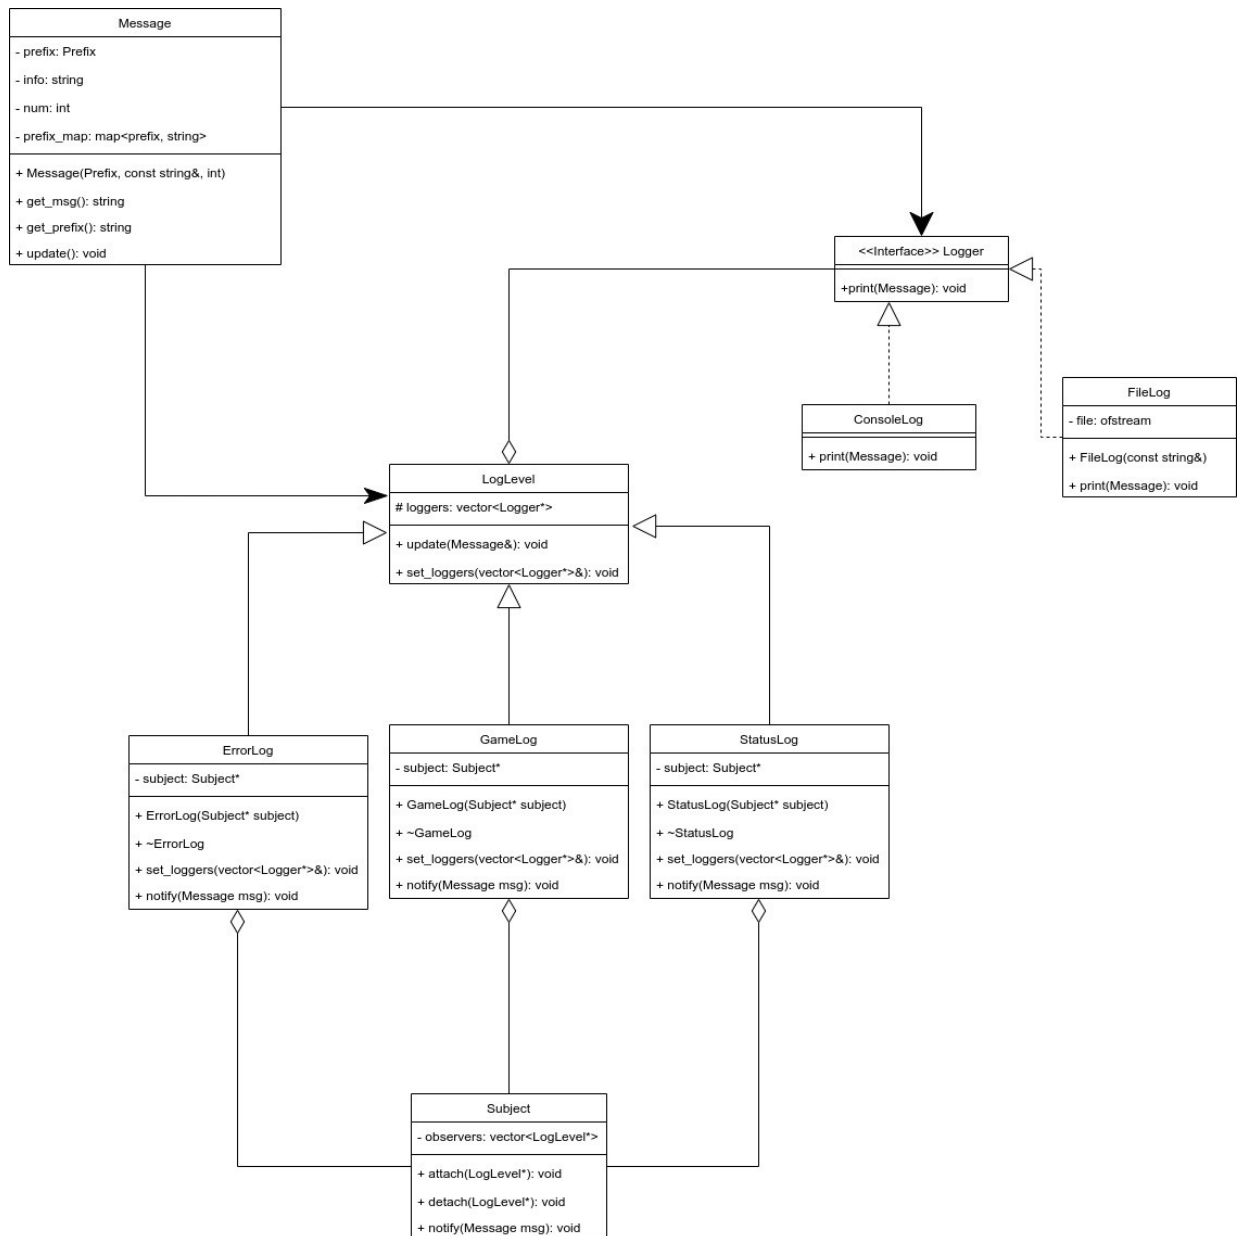 Message
- prefix: Prefix
- info: string
- num: int
- prefix_map: map<prefix, string>
+ Message(Prefix, const string&, int)
+ get_msg(): string
+ get_prefix(): string
+ update(): void
<<Interface>> Logger
+print(Message): void
ConsoleLog
+ print(Message): void
FileLog
- file: ofstream
+ FileLog(const string&)
+ print(Message): void
LogLevel
# loggers: vector<Logger*>
+ update(Message&): void
+ set_loggers(vector<Logger*>&): void
ErrorLog
- subject: Subject*
+ ErrorLog(Subject* subject)
+ ~ErrorLog
+ set_loggers(vector<Logger*>&): void
+ notify(Message msg): void
GameLog
- subject: Subject*
+ GameLog(Subject* subject)
+ ~GameLog
+ set_loggers(vector<Logger*>&): void
+ notify(Message msg): void
StatusLog
- subject: Subject*
+ StatusLog(Subject* subject)
+ ~StatusLog
+ set_loggers(vector<Logger*>&): void
+ notify(Message msg): void
Subject
- observers: vector<LogLevel*>
+ attach(LogLevel*): void
+ detach(LogLevel*): void
+ notify(Message msg): void